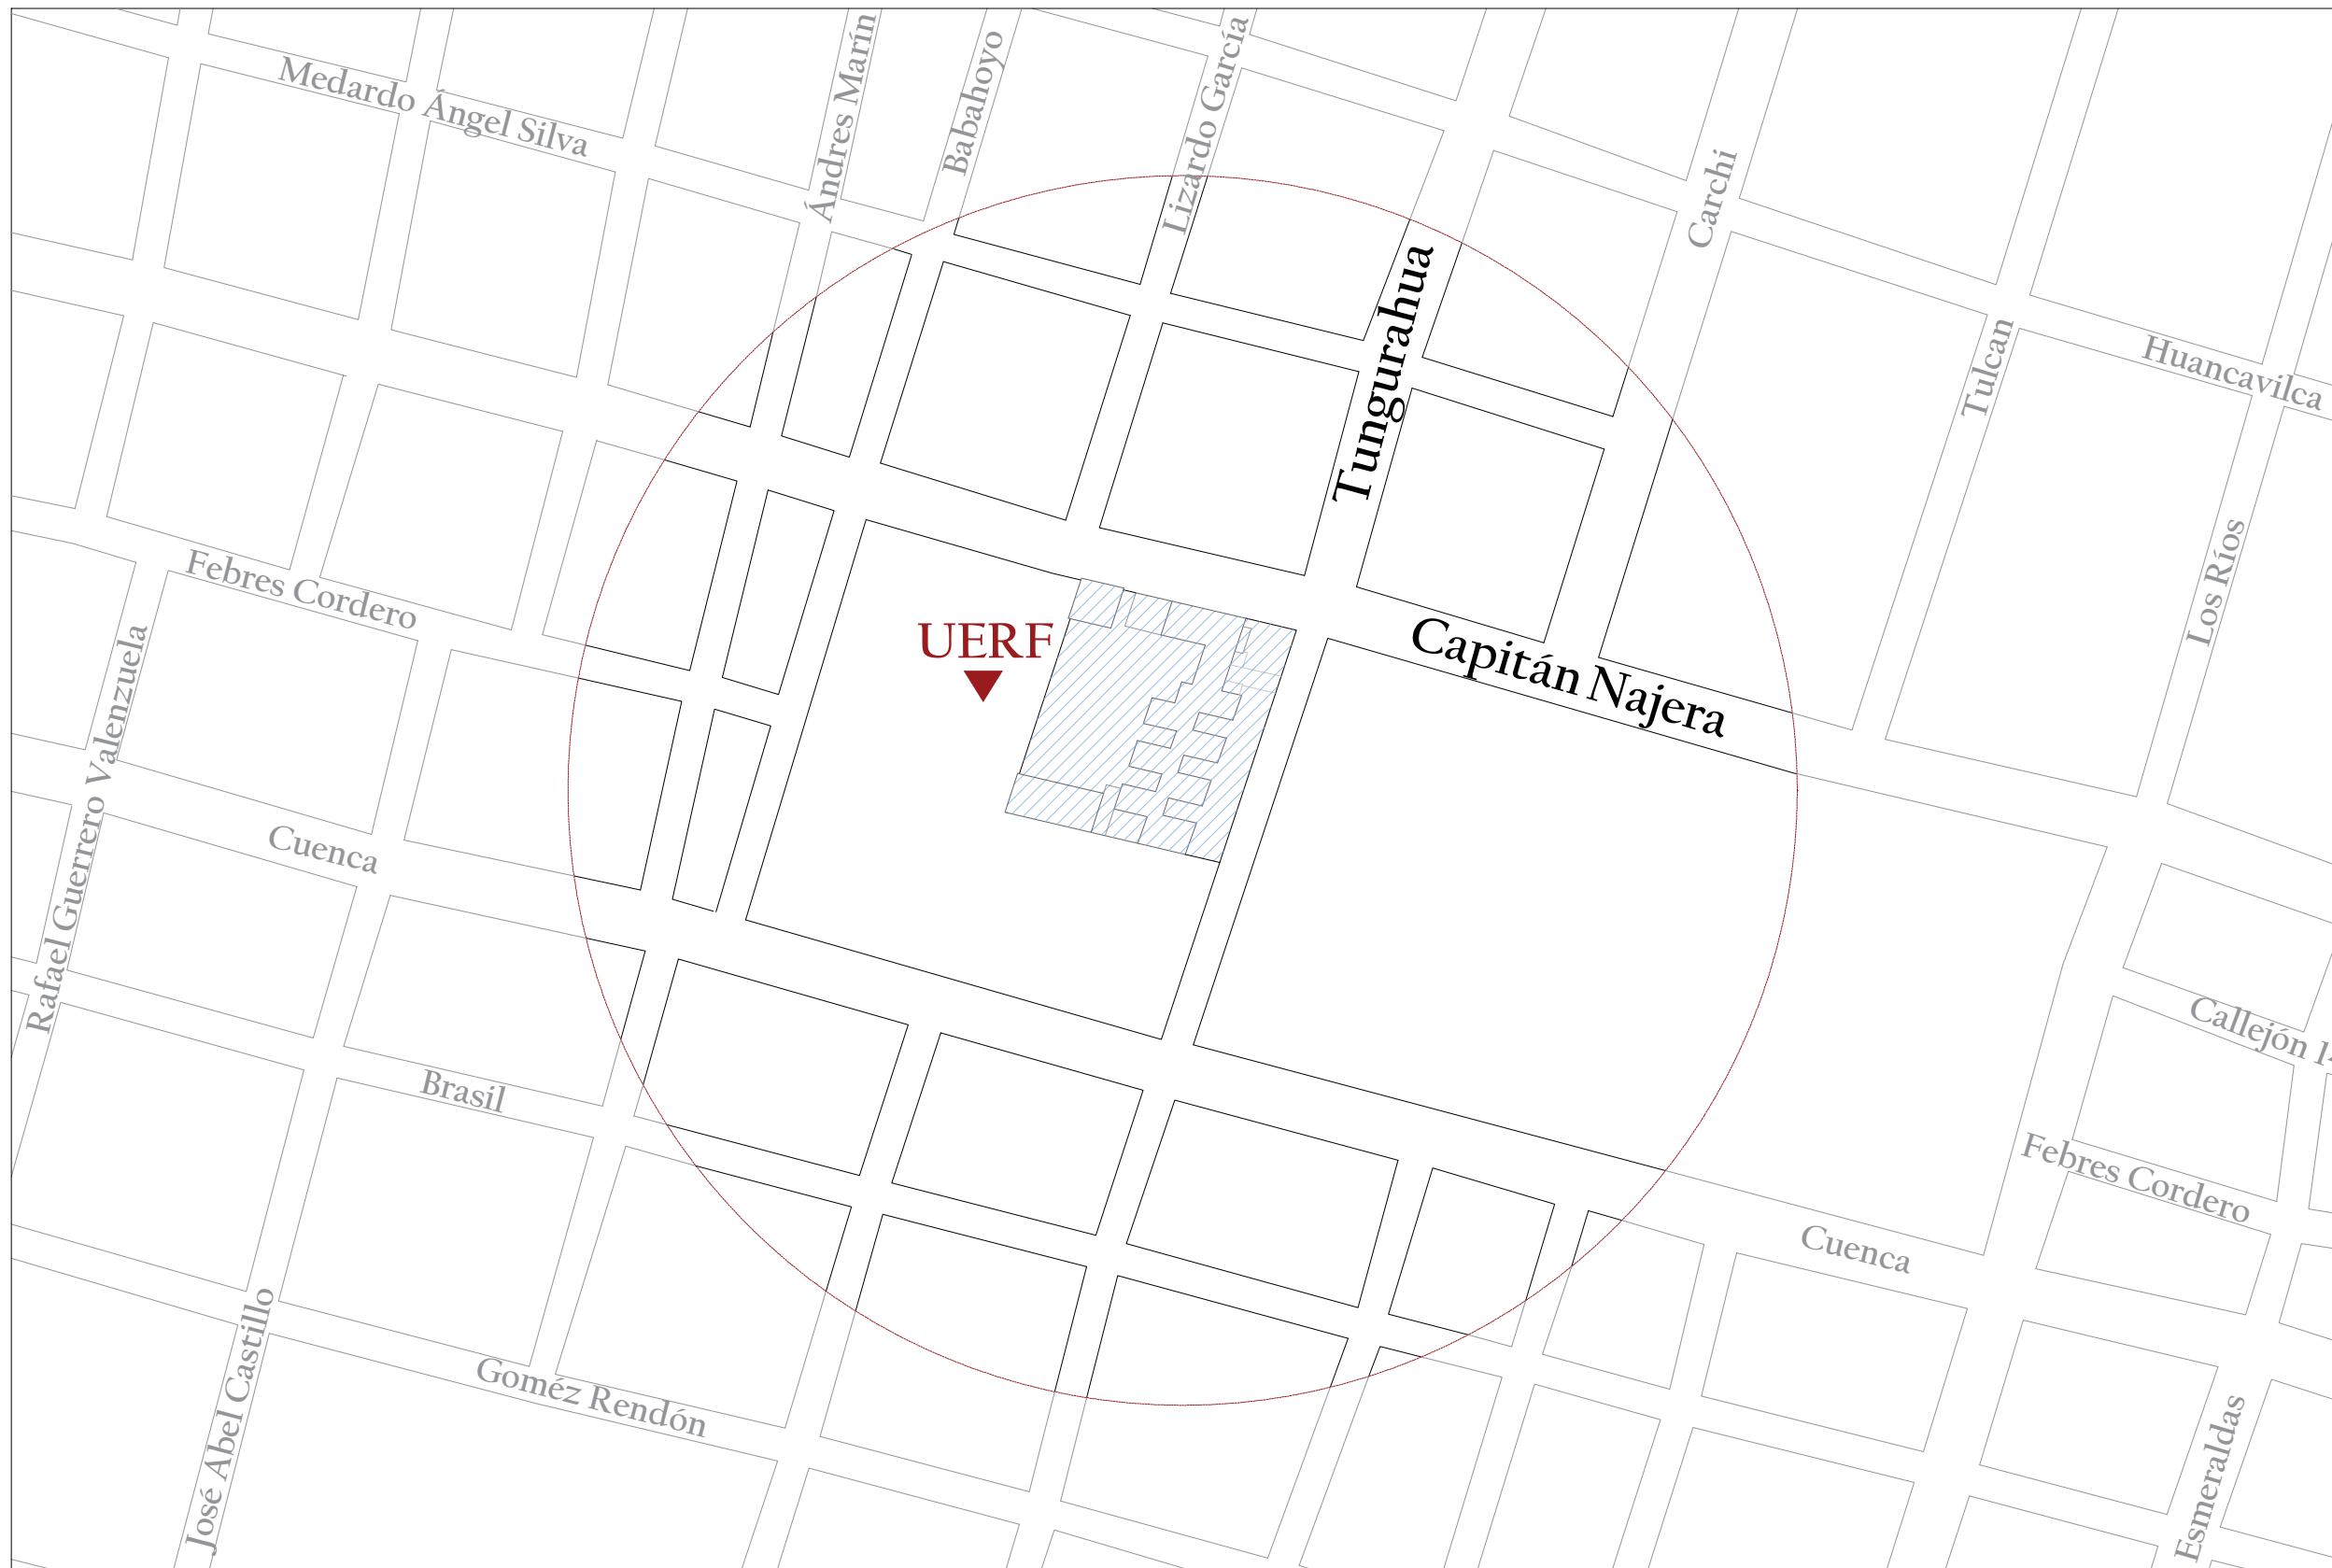 Medardo Ángel Silva
Ándres Marín
Babahoyo
Lizardo García
Carchi
Tungurahua
Tulcan
Huancavilca
Febres Cordero
UERF
Capitán Najera
Los Ríos
Rafael Guerrero Valenzuela
Cuenca
Callejón
Brasil
Febres Cordero
Cuenca
José Abel Castillo
Goméz Rendón
Esmeraldas